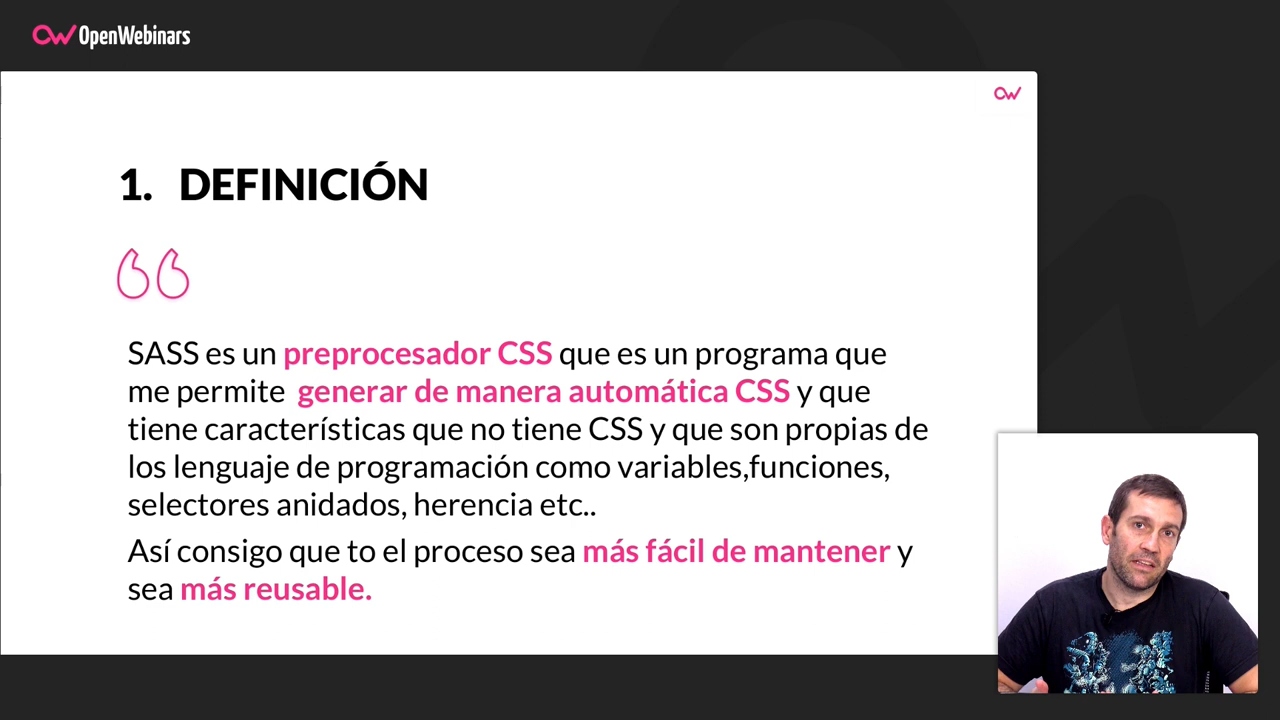 OpenWebinars
1. DEFINICIÓN
SASS es un preprocesador CSS que es un programa que
me permite generar de manera automática CSS y que
tiene características que no tiene CSS y que son propias de
los lenguaje de programación como variables,funciones,
selectores anidados, herencia etc..
Así consigo que to el proceso sea más fácil de mantener y
sea más reusable.